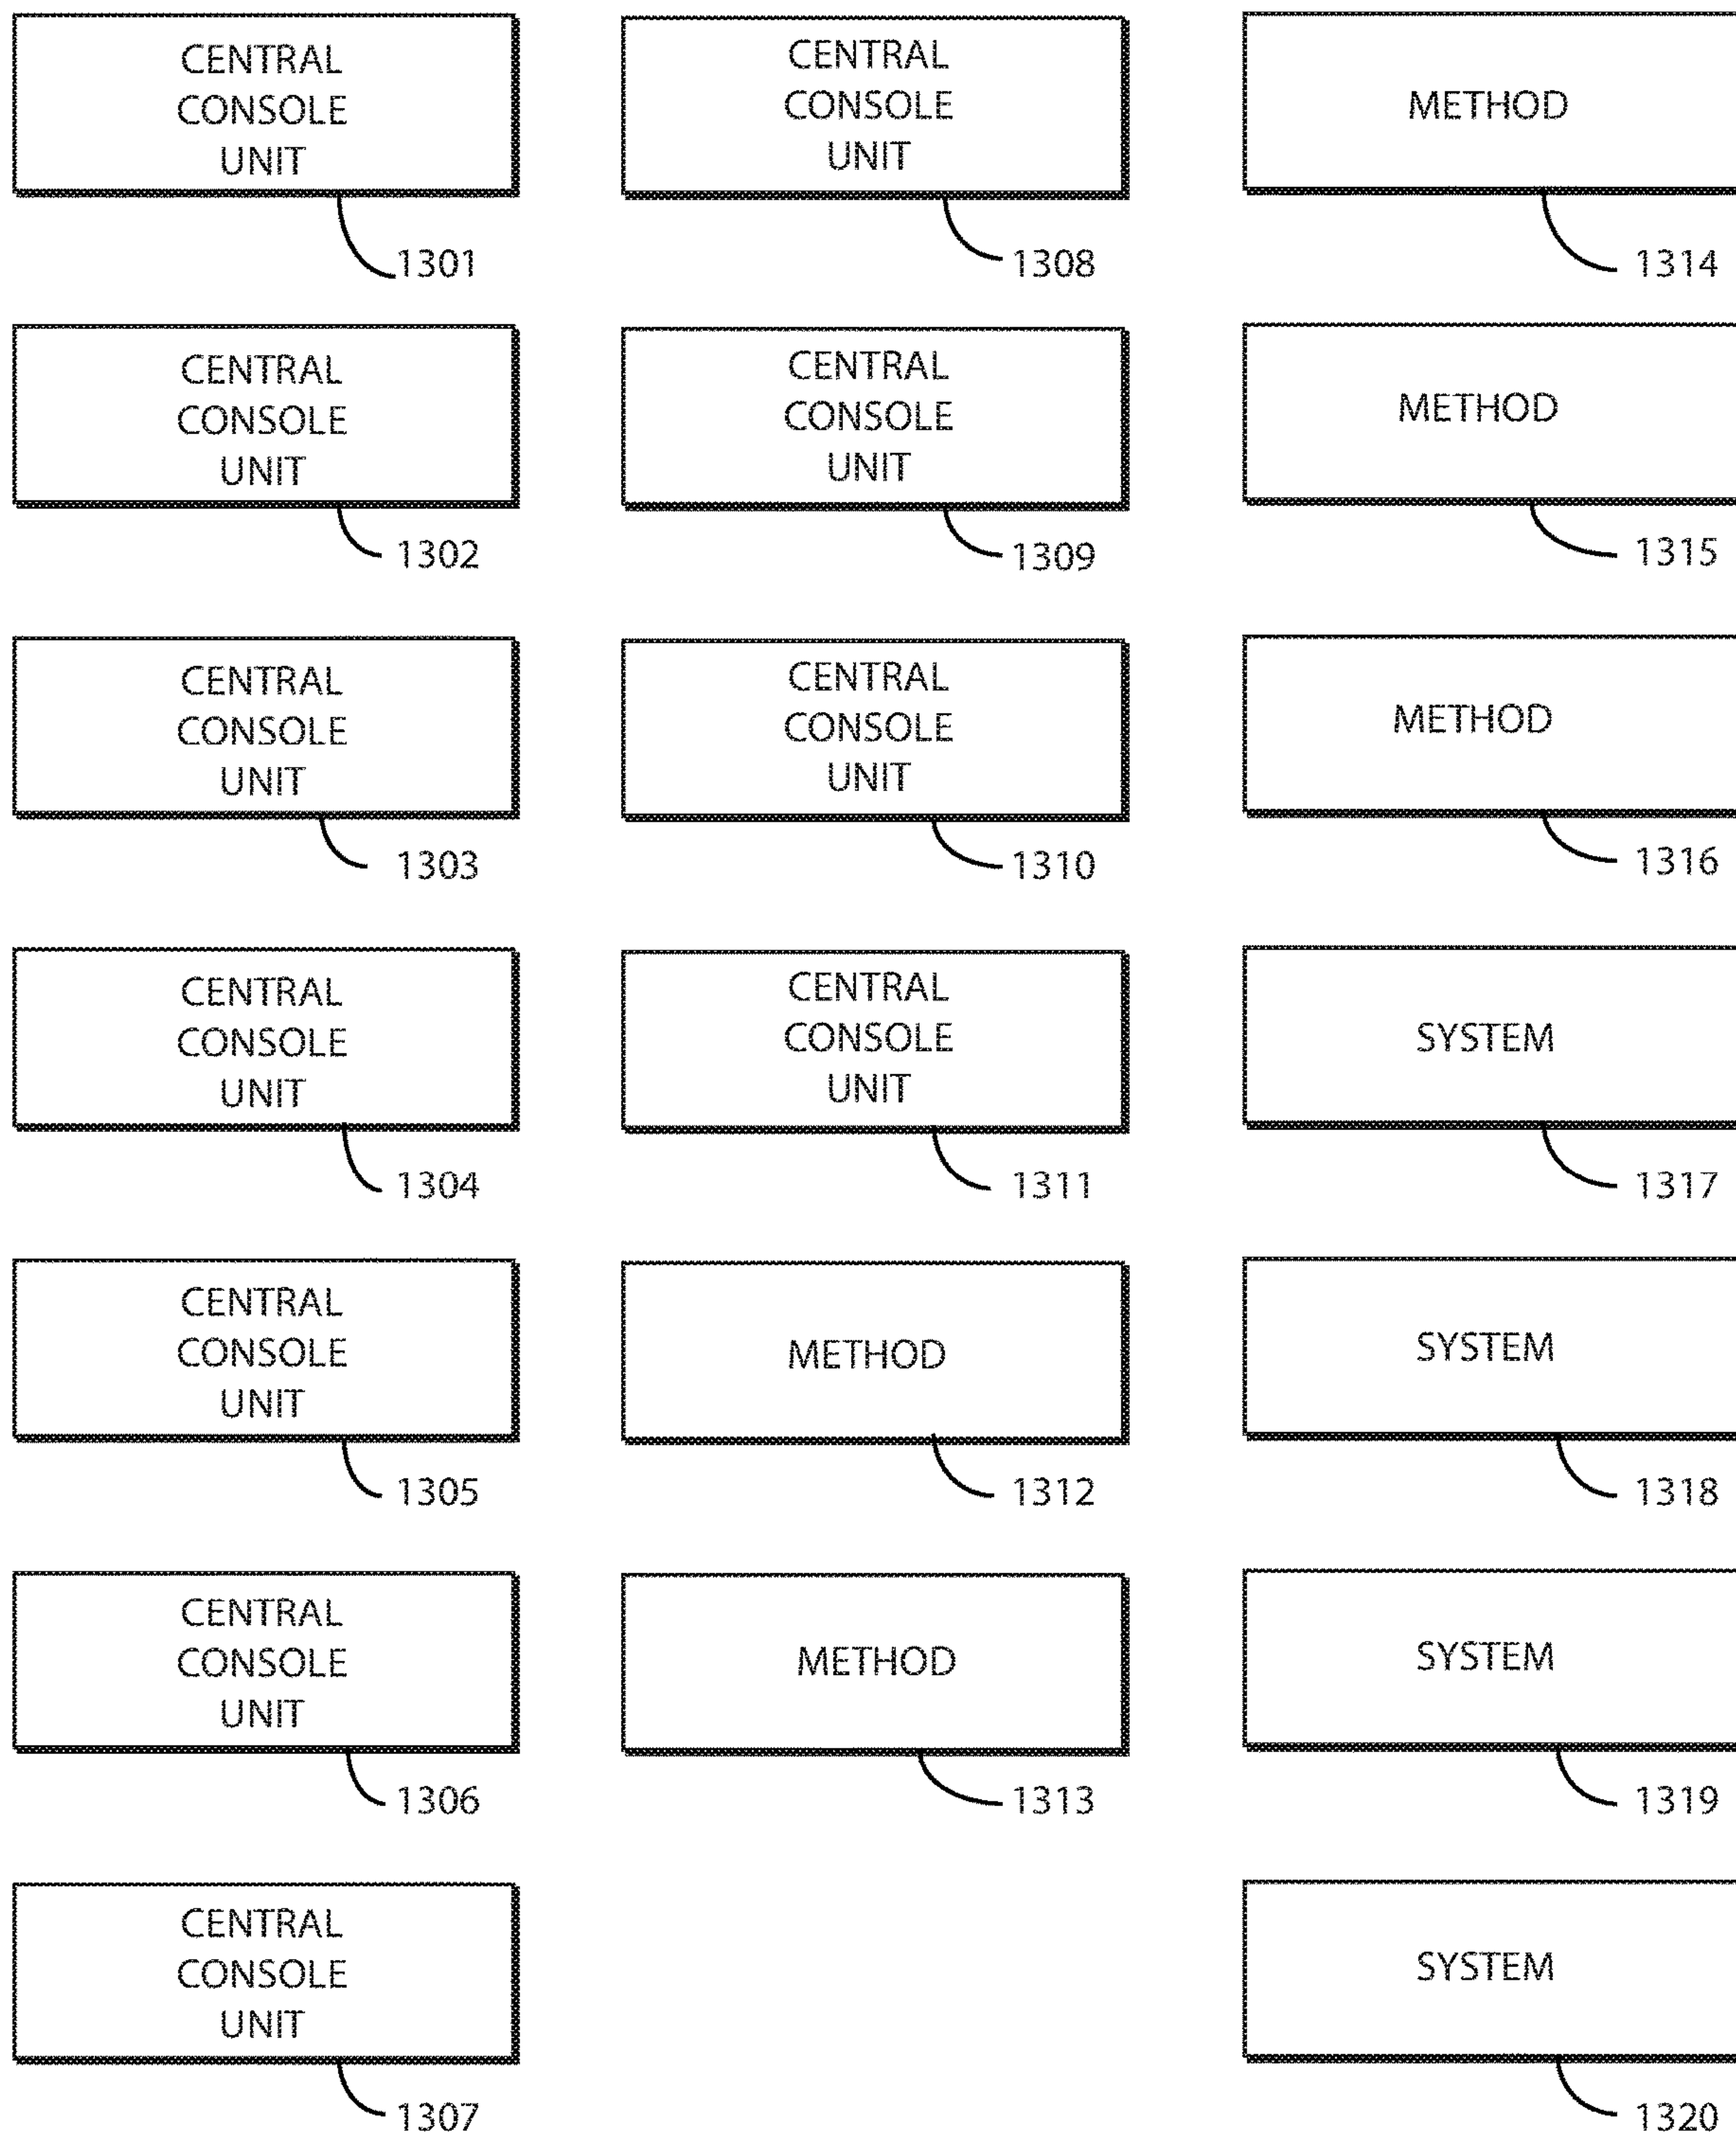 CENTRAL
CONSOLE
UNIT
1301
CENTRAL
CONSOLE
UNIT
1302
CENTRAL
CONSOLE
UNIT
1303
CENTRAL
CONSOLE
UNIT
1304
CENTRAL
CONSOLE
UNIT
1305
CENTRAL
CONSOLE
UNIT
1306
CENTRAL
CONSOLE
UNIT
1307
CENTRAL
CONSOLE
UNIT
1308
CENTRAL
CONSOLE
UNIT
1309
CENTRAL
CONSOLE
UNIT
1310
CENTRAL
CONSOLE
UNIT
1311
METHOD
1312
METHOD
1313
METHOD
1314
METHOD
1315
METHOD
1316
SYSTEM
1317
SYSTEM
1318
SYSTEM
1319
SYSTEM
1320